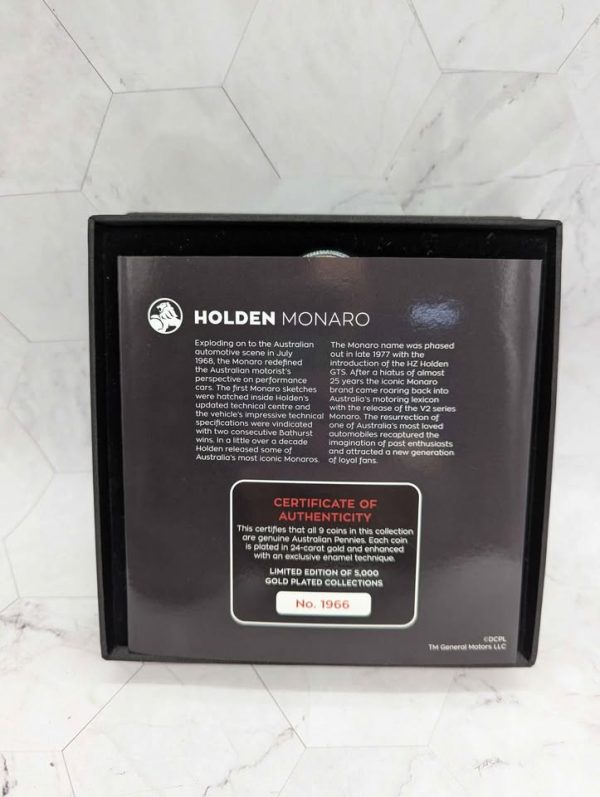 HOLDEN MONARO
Exploding on to the Australian
automotive scene in July
1968, the Monaro redefined
the Australian motorist's
perspective on performance
cars. The first Monaro sketches
were hatched inside Holden's
updated technical centre and
the vehicle's impressive technical
specifications were vindicated
with two consecutive Bathurst
wins. In a little over a decade
Holden released some of
Australia's most iconic Monaros.
The Monaro name was phased
out in late 1977 with the
introduction of the HZ Holden
GTS. After a hiatus of almost
25 years the iconic Monaro
brand came roaring back into
Australia's motoring lexicon
with the release of the V2 series
Monaro. The resurrection of
one of Australia's most loved
automobiles recaptured the
imagination of past enthusiasts
and attracted a new generation
of loyal fans.
CERTIFICATE OF
AUTHENTICITY
This certifies that all 9 coins in this collection
are genuine Australian Pennies. Each coin
is plated in 24-carat gold and enhanced
with an exclusive enamel technique.
LIMITED EDITION OF 5,000
GOLD PLATED COLLECTIONS
No. 1966
©DCPL
TM General Motors LLC